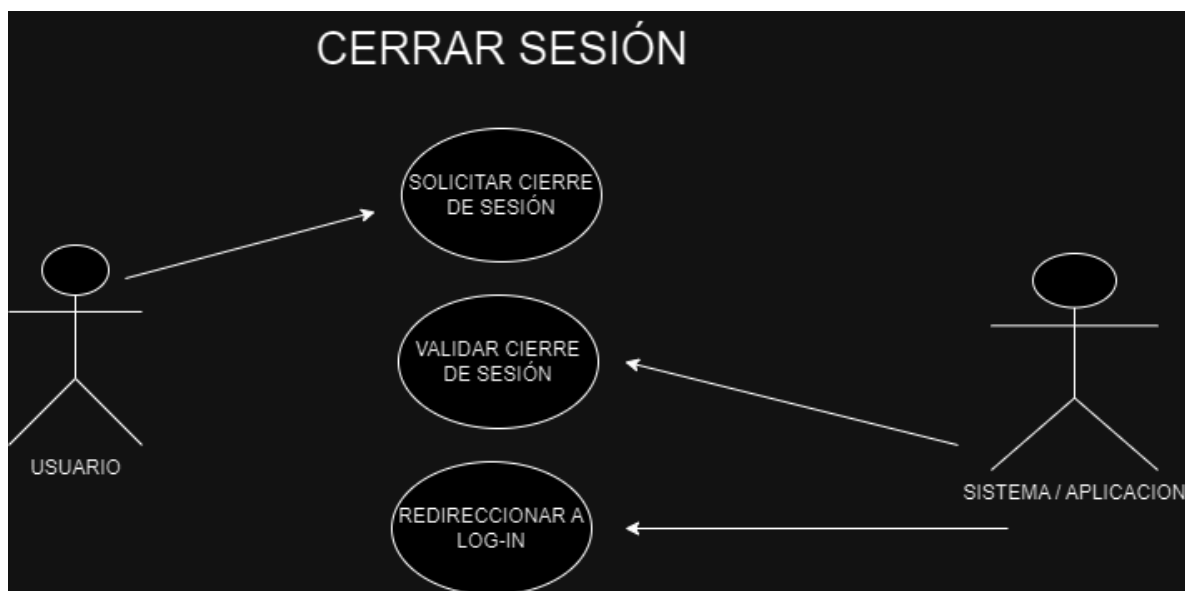 CERRAR SESIÓN
SOLICITAR CIERRE
DE SESIÓN
VALIDAR CIERRE
DE SESIÓN
USUARIO
SISTEMA / APLICACION
REDIRECCIONAR A
LOG-IN